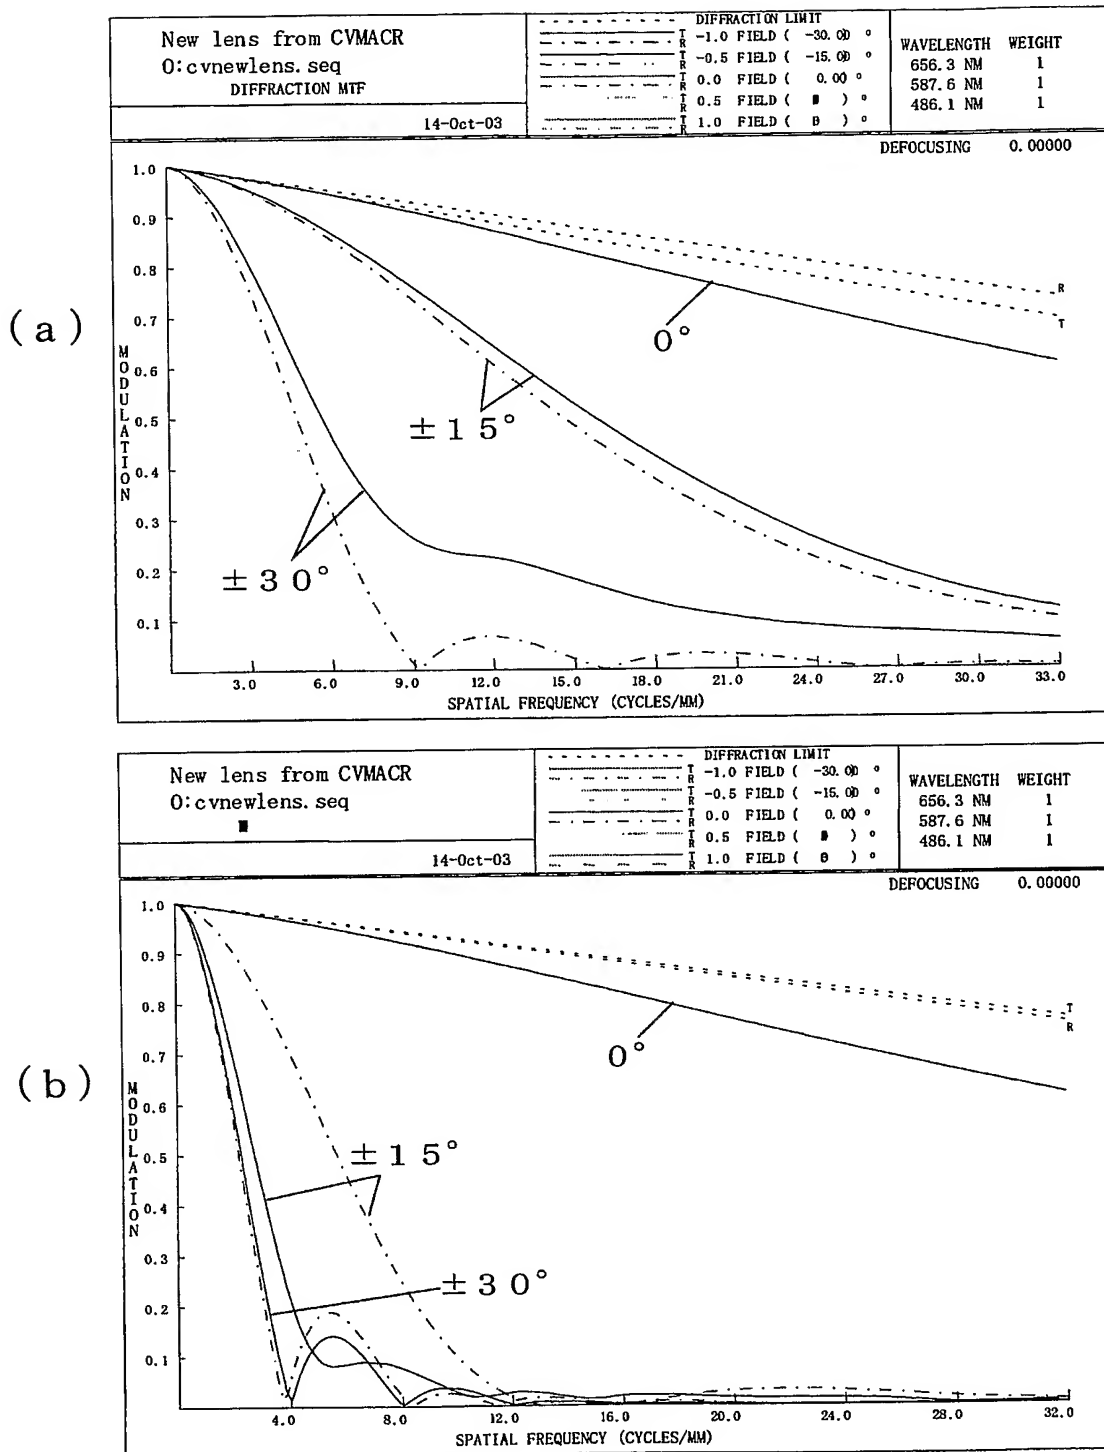 (a)
New lens from CVMACR
O:cvnewlens.seq
DIFFRACTION MTF
14-Oct-03
DIFFRACTION LIMIT
T R -1.0 FIELD ( -30.00 °
T R -0.5 FIELD ( -15.00 °
T R 0.0 FIELD ( 0.00 °
T R 0.5 FIELD ( ) °
T R 1.0 FIELD ( ) °
WAVELENGTH WEIGHT
656.3 NM 1
587.6 NM 1
486.1 NM 1
DEFOCUSING 0.00000
MODULATION
1.0
0.9
0.8
0.7
0.6
0.5
0.4
0.3
0.2
0.1
R
T
0°
±15°
±30°
3.0 6.0 9.0 12.0 15.0 18.0 21.0 24.0 27.0 30.0 33.0
SPATIAL FREQUENCY (CYCLES/MM)
(b)
New lens from CVMACR
O:cvnewlens.seq
14-Oct-03
DIFFRACTION LIMIT
T R -1.0 FIELD ( -30.00 °
T R -0.5 FIELD ( -15.00 °
T R 0.0 FIELD ( 0.00 °
T R 0.5 FIELD ( ) °
T R 1.0 FIELD ( ) °
WAVELENGTH WEIGHT
656.3 NM 1
587.6 NM 1
486.1 NM 1
DEFOCUSING 0.00000
MODULATION
1.0
0.9
0.8
0.7
0.6
0.5
0.4
0.3
0.2
0.1
T
R
0°
±15°
±30°
4.0 8.0 12.0 16.0 20.0 24.0 28.0 32.0
SPATIAL FREQUENCY (CYCLES/MM)